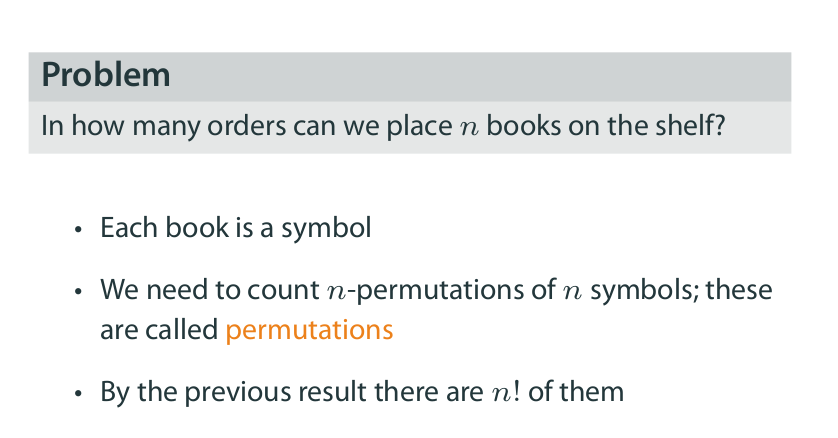 Problem
In how many orders can we place n books on the shelf?
• Each book is a symbol
• We need to count n-permutations of n symbols; these
are called permutations
• By the previous result there are n! of them